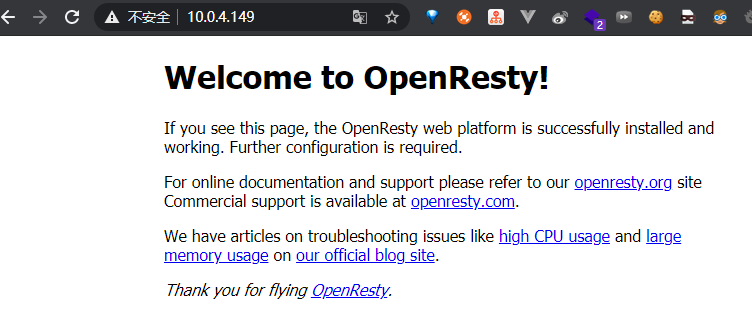 不安全 10.0.4.149
2
Welcome to OpenResty!
If you see this page, the OpenResty web platform is successfully installed and
working. Further configuration is required.
For online documentation and support please refer to our openresty.org site
Commercial support is available at openresty.com.
We have articles on troubleshooting issues like high CPU usage and large
memory usage on our official blog site.
Thank you for flying OpenResty.